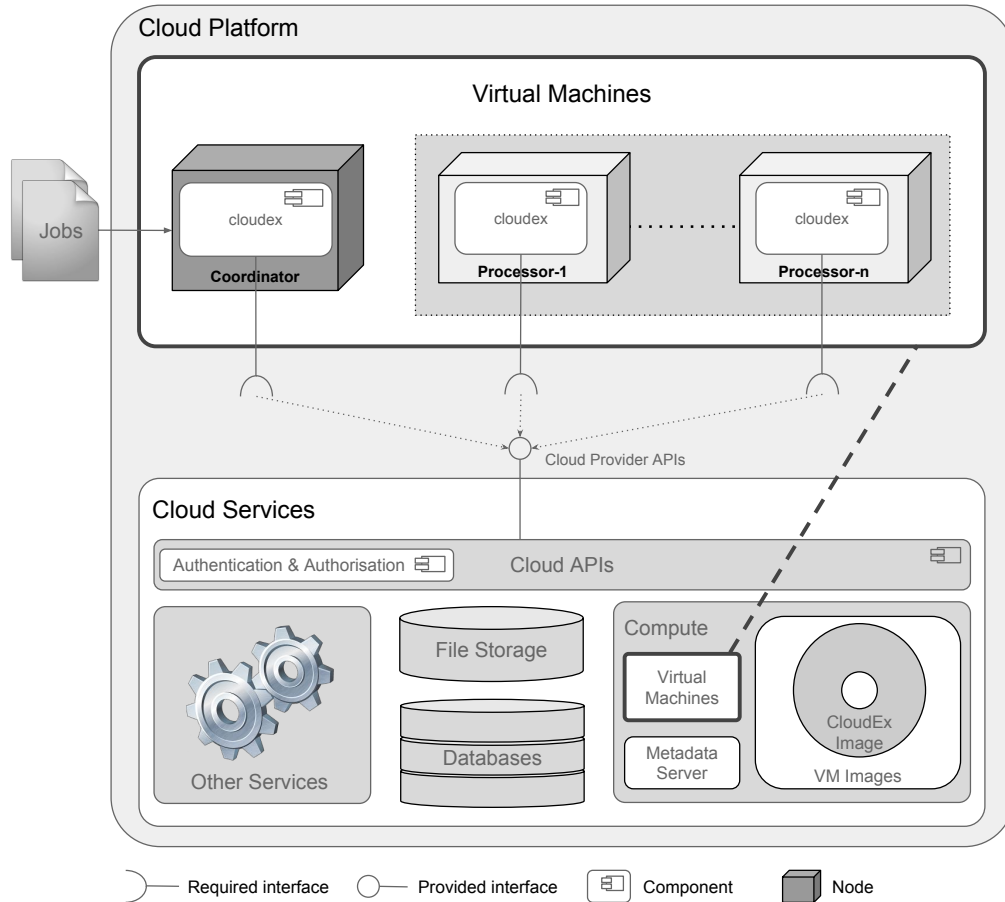 Cloud Platform
Virtual Machines
Jobs
cloudex
Coordinator
cloudex
Processor-1
cloudex
Processor-n
Cloud Provider APIs
Cloud Services
Authentication & Authorisation
Cloud APIs
Other Services
File Storage
Databases
Compute
Virtual
Machines
Metadata
Server
CloudEx
Image
VM Images
Required interface
Provided interface
Component
Node